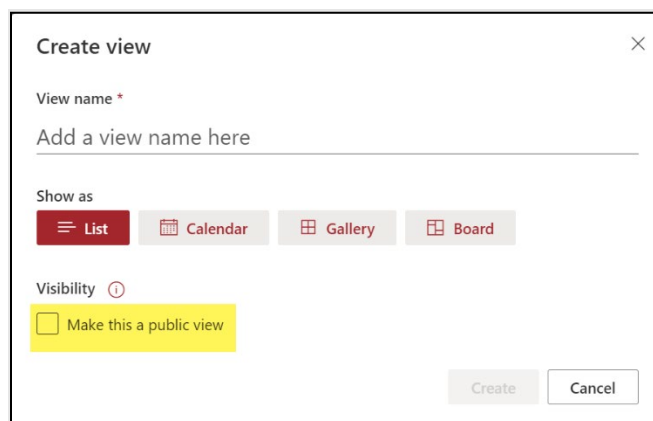 Create view
View name *
Add a view name here
Show as
List Calendar Gallery Board
Visibility
Make this a public view
Create Cancel